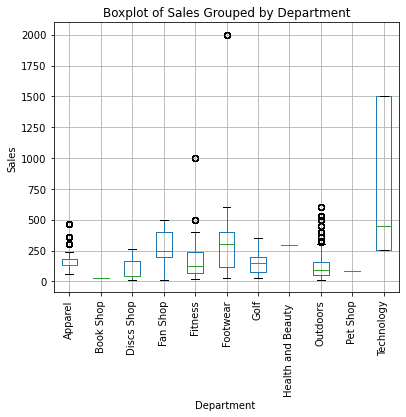 Boxplot of Sales Grouped by Department
2000
1750
1500
1250
1000
750
500
250
0
Sales
Apparel
Book Shop
Discs Shop
Fan Shop
Fitness
Footwear
Golf
Health and Beauty
Outdoors
Pet Shop
Technology
Department